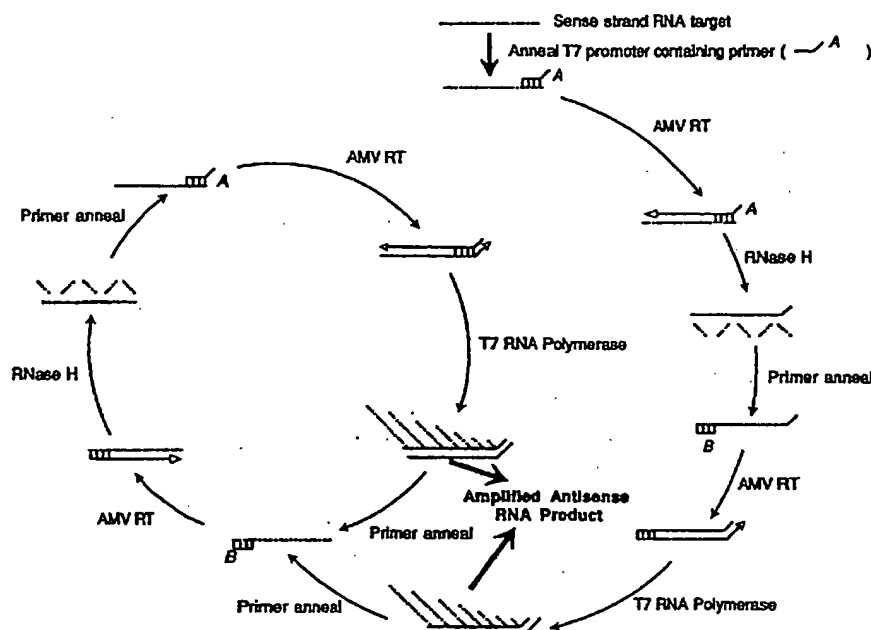 Sense strand RNA target
Anneal T7 promoter containing primer ( A )
A
AMV RT
A
RNase H
Primer anneal
B
AMV RT
T7 RNA Polymerase
Primer anneal
B
AMV RT
RNase H
Primer anneal
A
AMV RT
T7 RNA Polymerase
Primer anneal
Amplified Antisense
RNA Product